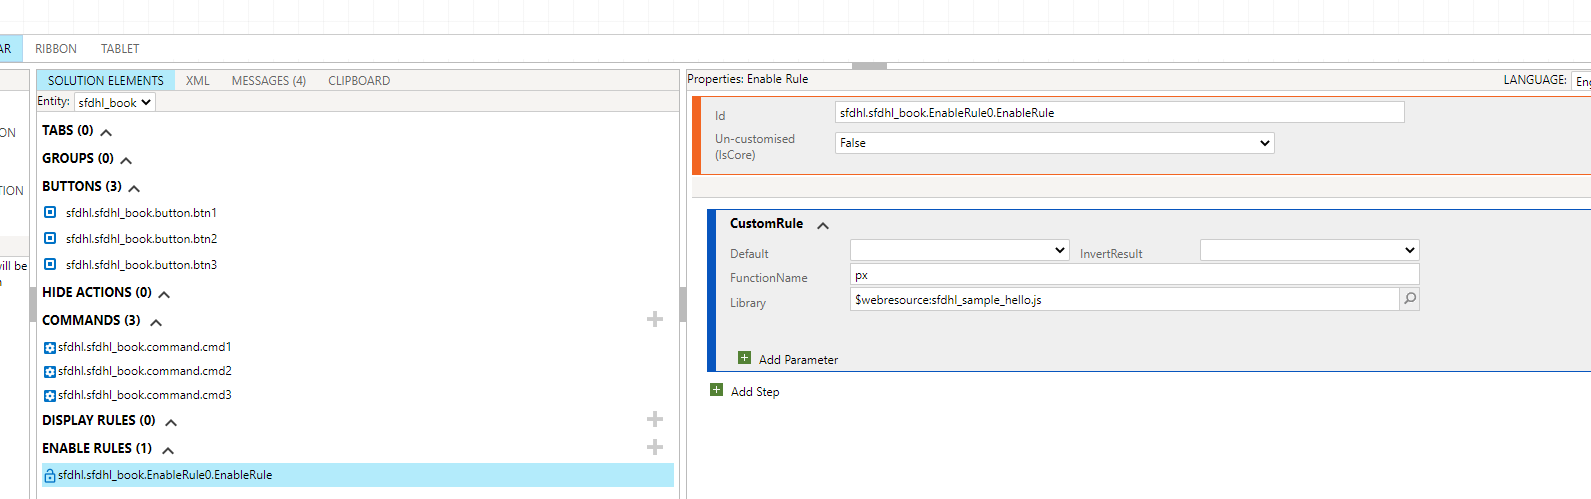 AR RIBBON TABLET
SOLUTION ELEMENTS XML MESSAGES (4) CLIPBOARD
Properties: Enable Rule LANGUAGE: Eng
Entity: sfdhl_book
Id sfdhl.sfdhl_book.EnableRule0.EnableRule
ON TABS (0)
Un-customised
(IsCore) False
GROUPS (0)
TION BUTTONS (3)
sfdhl.sfdhl_book.button.btn1
CustomRule
sfdhl.sfdhl_book.button.btn2
Default InvertResult
will be sfdhl.sfdhl_book.button.btn3
FunctionName px
HIDE ACTIONS (0)
Library $webresource:sfdhl_sample_hello.js
COMMANDS (3)
sfdhl.sfdhl_book.command.cmd1
Add Parameter
sfdhl.sfdhl_book.command.cmd2
sfdhl.sfdhl_book.command.cmd3
Add Step
DISPLAY RULES (0)
ENABLE RULES (1)
sfdhl.sfdhl_book.EnableRule0.EnableRule